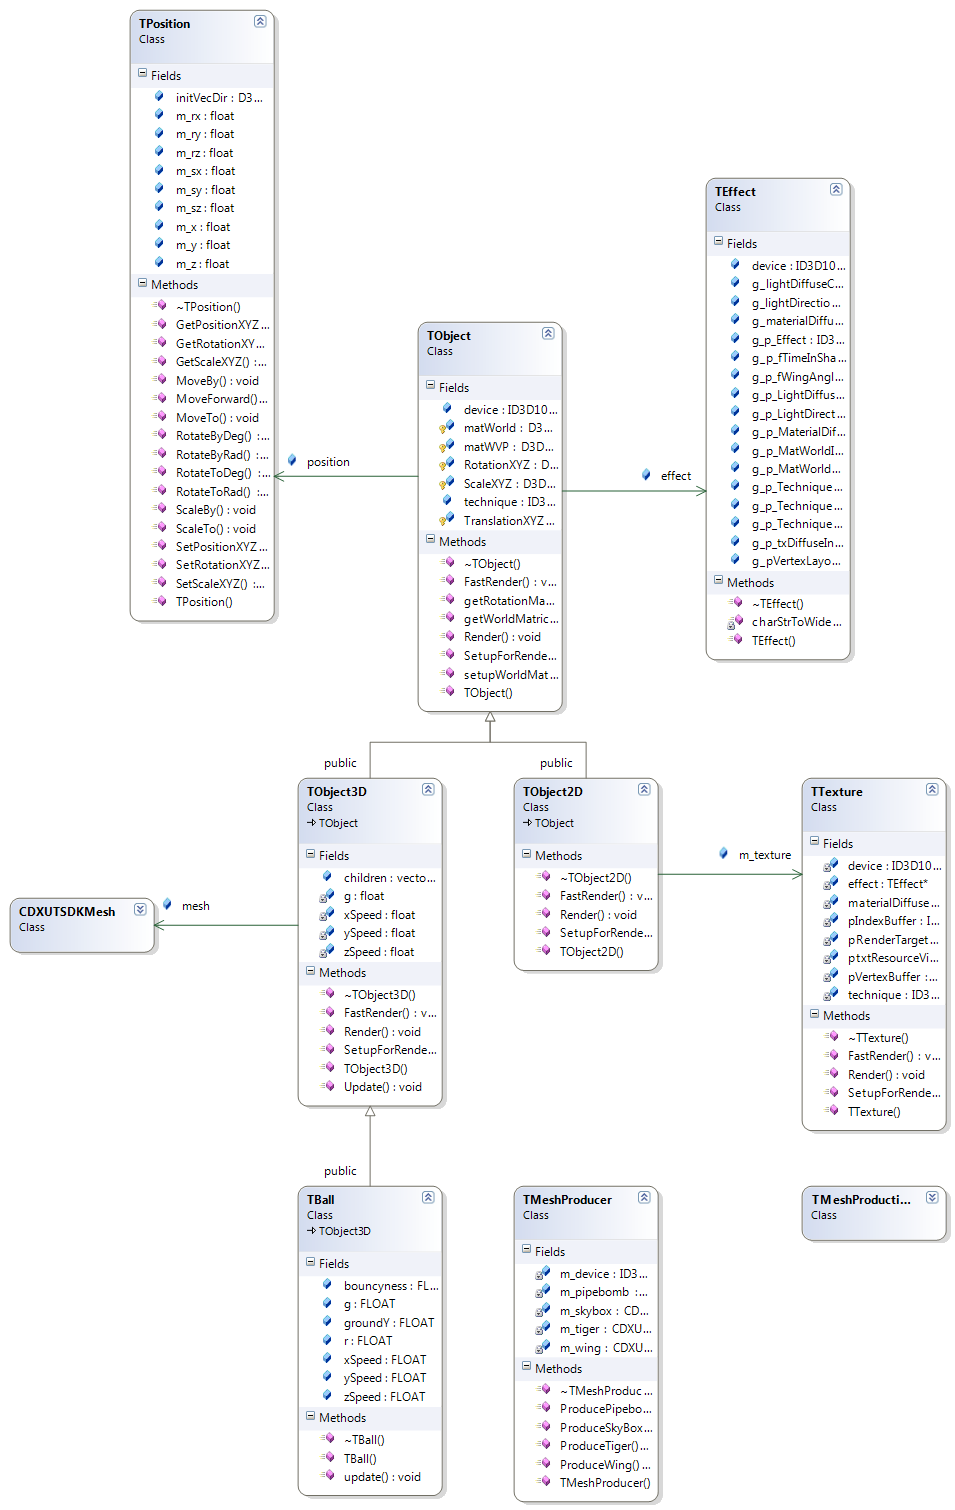 TPosition
Class
Fields
initVecDir : D3...
m_rx : float
m_ry : float
m_rz : float
m_sx : float
m_sy : float
m_sz : float
m_x : float
m_y : float
m_z : float
Methods
~TPosition()
GetPositionXYZ...
GetRotationXY...
GetScaleXYZ() :...
MoveBy() : void
MoveForward()...
MoveTo() : void
RotateByDeg() :...
RotateByRad() :...
RotateToDeg() :...
RotateToRad() :...
ScaleBy() : void
ScaleTo() : void
SetPositionXYZ...
SetRotationXYZ...
SetScaleXYZ() :...
TPosition()
position
TObject
Class
Fields
device : ID3D10...
matWorld : D3...
matWVP : D3D...
RotationXYZ : D...
ScaleXYZ : D3D...
technique : ID3...
TranslationXYZ...
Methods
~TObject()
FastRender() : v...
getRotationMa...
getWorldMatric...
Render() : void
SetupForRende...
setupWorldMat...
TObject()
effect
TEffect
Class
Fields
device : ID3D10...
g_lightDiffuseC...
g_lightDirectio...
g_materialDiffu...
g_p_Effect : ID3...
g_p_fTimeInSha...
g_p_fWingAngl...
g_p_LightDiffus...
g_p_LightDirect...
g_p_MaterialDif...
g_p_MatWorldI...
g_p_MatWorld...
g_p_Technique...
g_p_Technique...
g_p_Technique...
g_p_txDiffuseIn...
g_pVertexLayo...
Methods
~TEffect()
charStrToWide...
TEffect()
public
public
TObject3D
Class
TObject
Fields
children : vecto...
g : float
xSpeed : float
ySpeed : float
zSpeed : float
Methods
~TObject3D()
FastRender() : v...
Render() : void
SetupForRende...
TObject3D()
Update() : void
mesh
CDXUTSDKMesh
Class
TObject2D
Class
TObject
Methods
~TObject2D()
FastRender() : v...
Render() : void
SetupForRende...
TObject2D()
m_texture
TTexture
Class
Fields
device : ID3D10...
effect : TEffect*
materialDiffuse...
pIndexBuffer : I...
pRenderTarget...
ptxtResourceVi...
pVertexBuffer :...
technique : ID3...
Methods
~TTexture()
FastRender() : v...
Render() : void
SetupForRende...
TTexture()
public
TBall
Class
TObject3D
Fields
bouncyness : FL...
g : FLOAT
groundY : FLOAT
r : FLOAT
xSpeed : FLOAT
ySpeed : FLOAT
zSpeed : FLOAT
Methods
~TBall()
TBall()
update() : void
TMeshProducer
Class
Fields
m_device : ID3...
m_pipebomb :...
m_skybox : CD...
m_tiger : CDXU...
m_wing : CDXU...
Methods
~TMeshProduc...
ProducePipebo...
ProduceSkyBox...
ProduceTiger()...
ProduceWing()...
TMeshProducer()
TMeshProducti...
Class